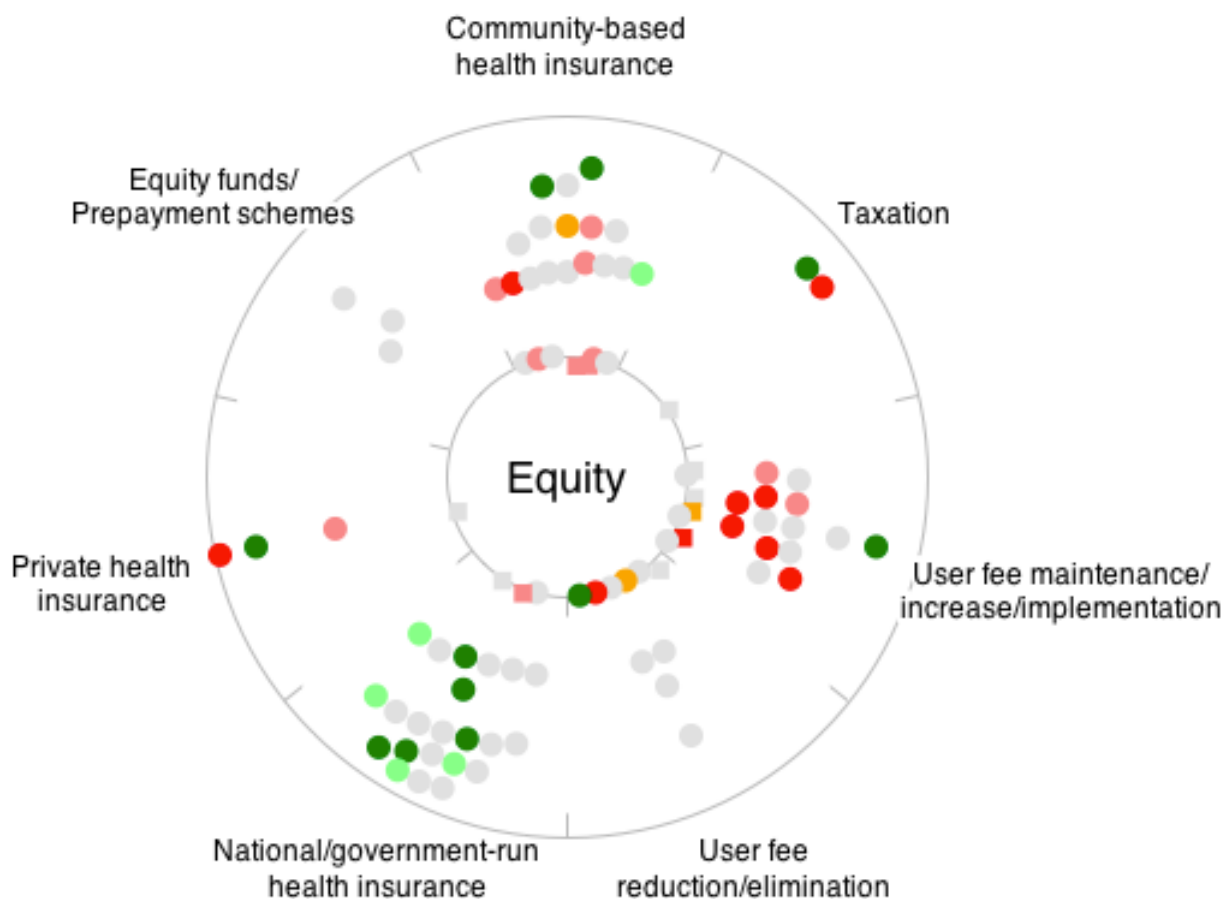 Community-based
health insurance
Equity funds/
Prepayment schemes
Taxation
Equity
Private health
insurance
User fee maintenance/
increase/implementation
National/government-run
health insurance
User fee
reduction/elimination